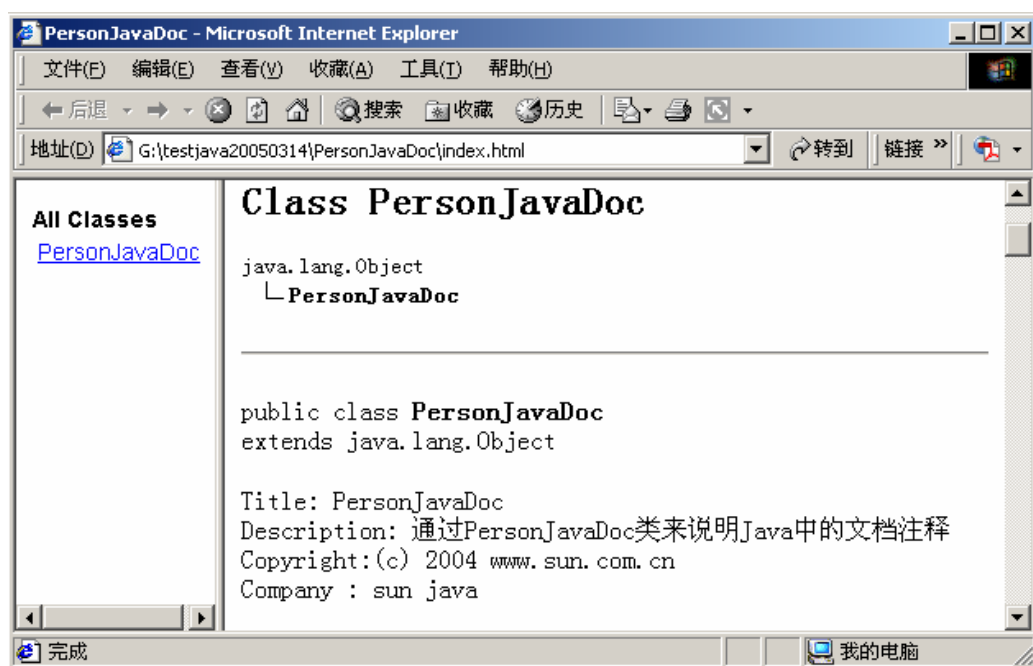 PersonJavaDoc - Microsoft Internet Explorer
文件(F) 编辑(E) 查看(V) 收藏(A) 工具(T) 帮助(H)
后退 搜索 收藏 历史
地址(D) G:\testjava20050314\PersonJavaDoc\index.html 转到 链接 »
All Classes
PersonJavaDoc
Class PersonJavaDoc
java.lang.Object
PersonJavaDoc
public class PersonJavaDoc
extends java.lang.Object
Title: PersonJavaDoc
Description: 通过PersonJavaDoc类来说明Java中的文档注释
Copyright:(c) 2004 www.sun.com.cn
Company : sun java
完成 我的电脑